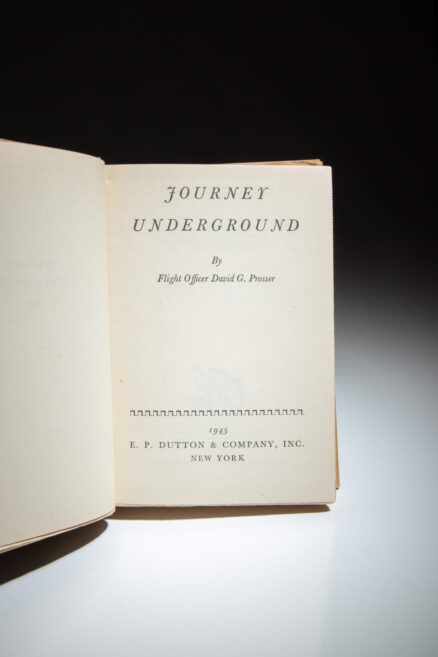 JOURNEY
UNDERGROUND
By
Flight Officer David G. Prosser
1945
E. P. DUTTON & COMPANY, INC.
NEW YORK